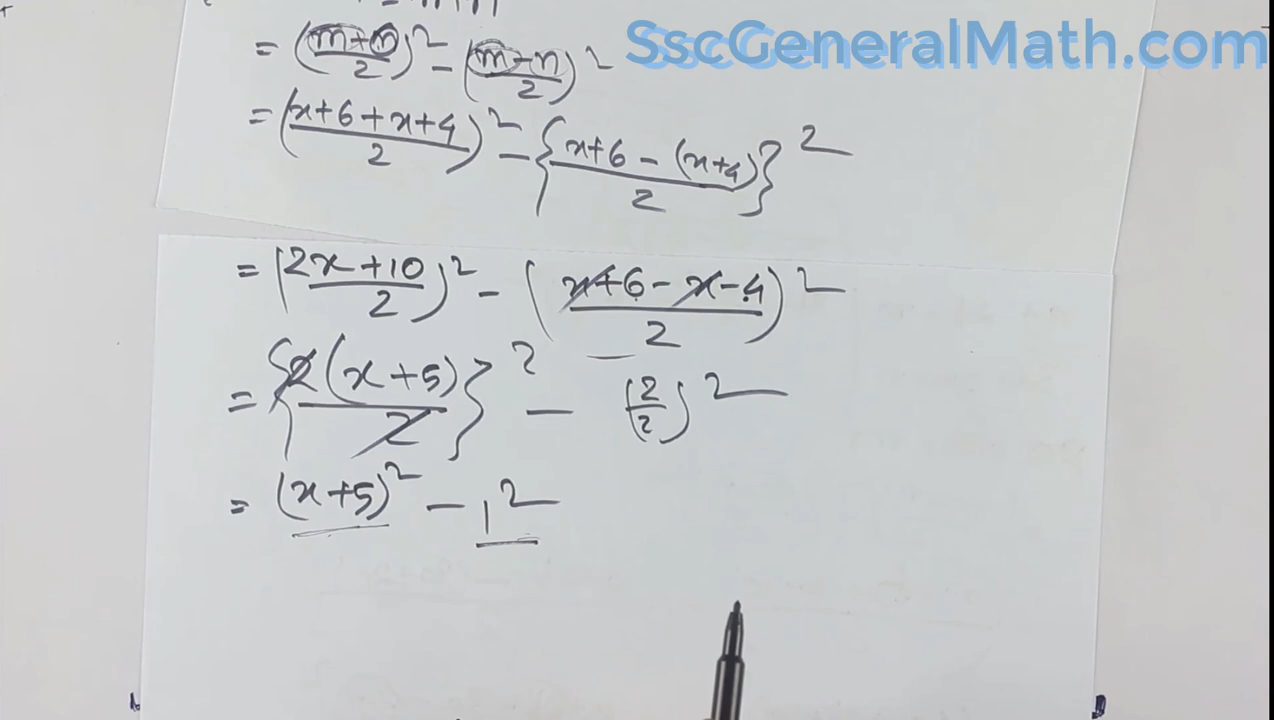 SscGeneralMath.com
= (m+n/2)² - (m-n/2)²
= (x+6+x+4/2)² - {x+6-(x+4)/2}²
= (2x+10/2)² - (x+6-x-4/2)²
= {2(x+5)/2}² - (2/2)²
= (x+5)² - 1²